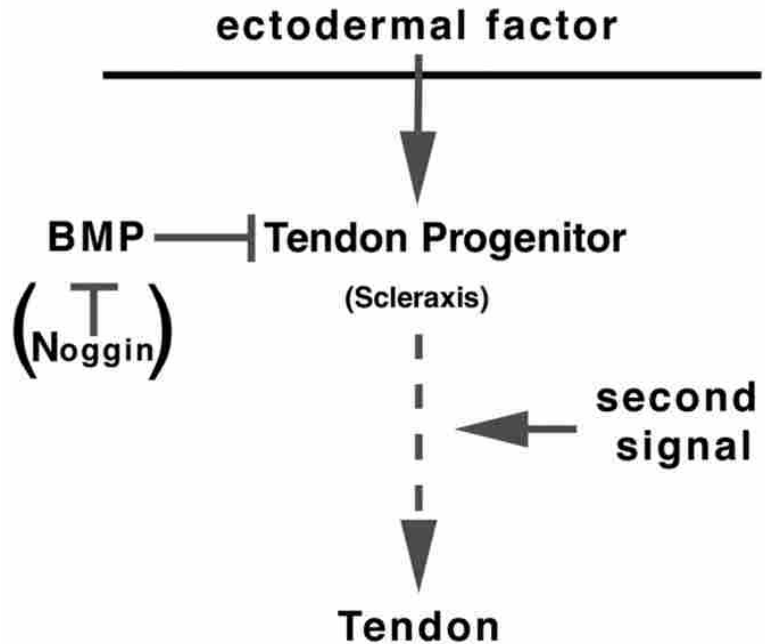 ectodermal factor
BMP
Tendon Progenitor
(Scleraxis)
(Noggin)
second
signal
Tendon